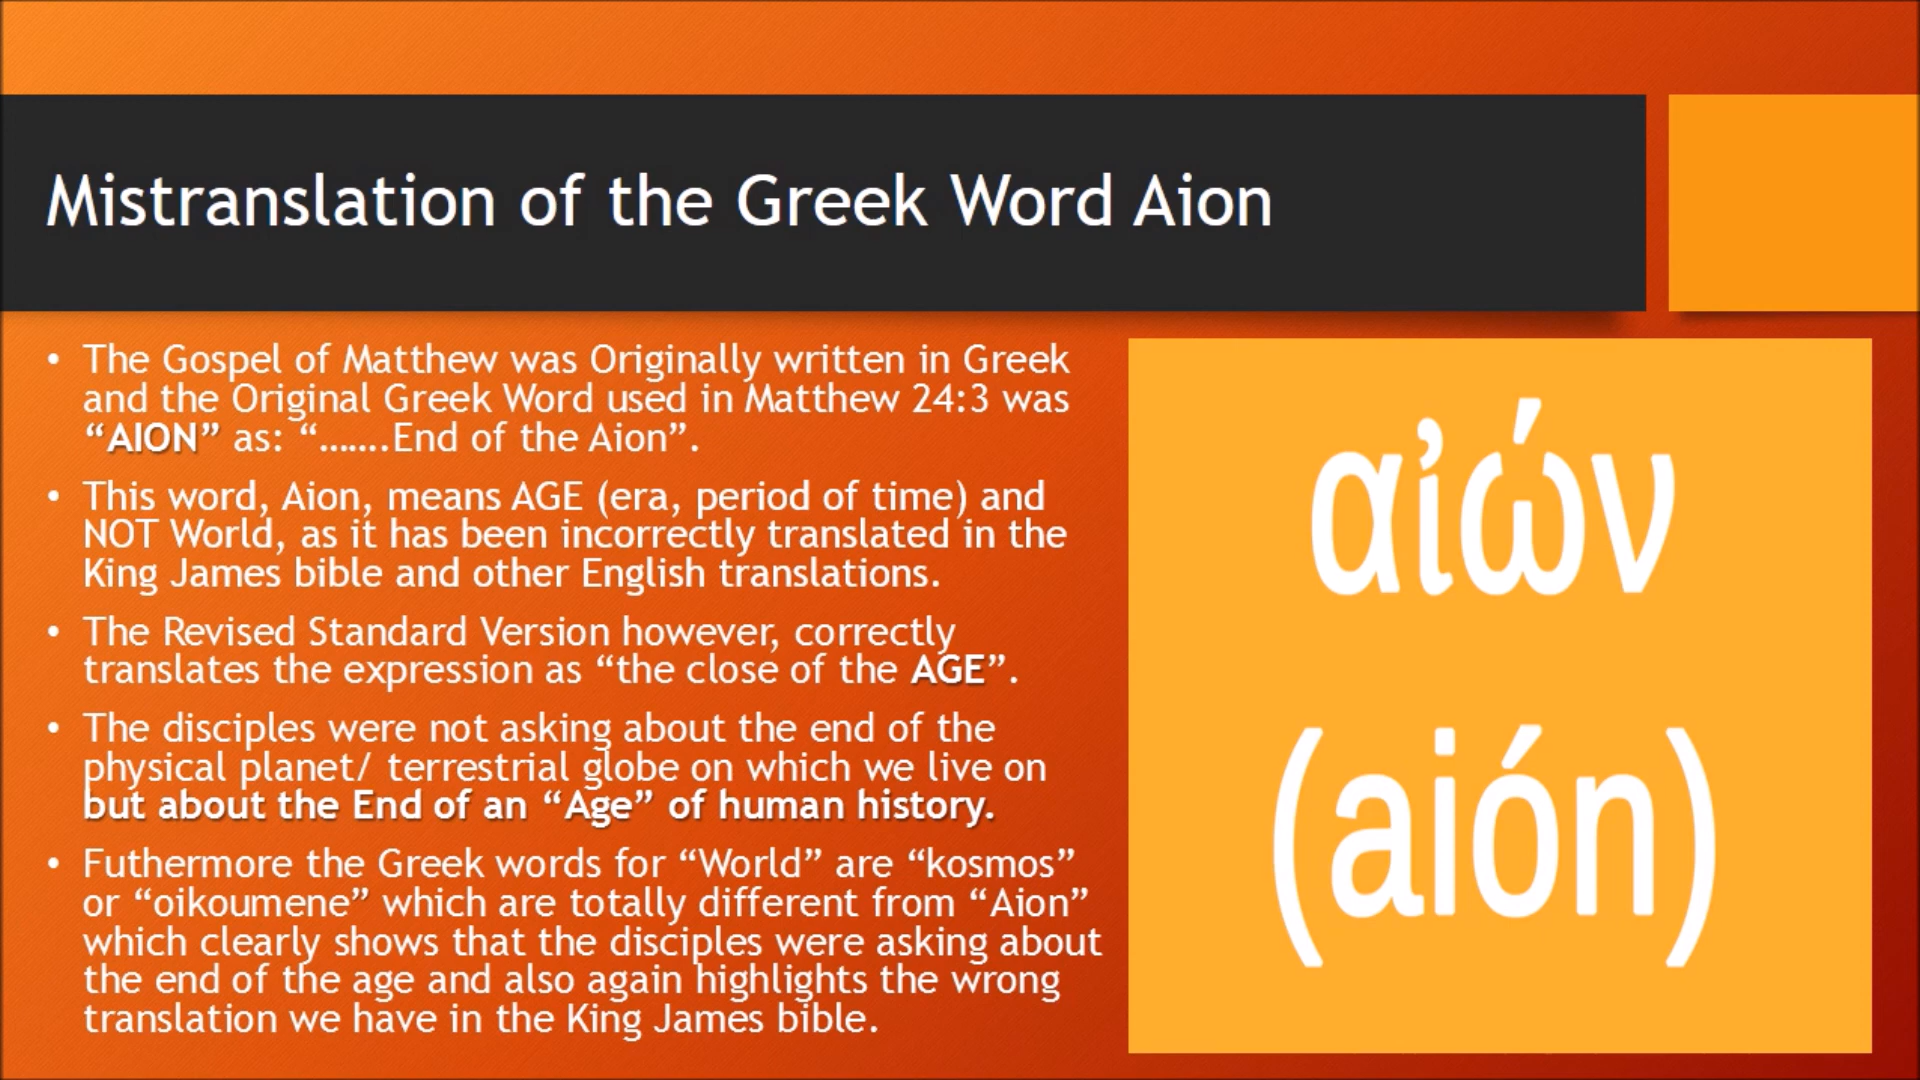 Mistranslation of the Greek Word Aion
• The Gospel of Matthew was Originally written in Greek
and the Original Greek Word used in Matthew 24:3 was
“AION” as: “…….End of the Aion”.
• This word, Aion, means AGE (era, period of time) and
NOT World, as it has been incorrectly translated in the
King James bible and other English translations.
• The Revised Standard Version however, correctly
translates the expression as “the close of the AGE”.
• The disciples were not asking about the end of the
physical planet/ terrestrial globe on which we live on
but about the End of an “Age” of human history.
• Futhermore the Greek words for “World” are “kosmos”
or “oikoumene” which are totally different from “Aion”
which clearly shows that the disciples were asking about
the end of the age and also again highlights the wrong
translation we have in the King James bible.
αἰών
(aión)